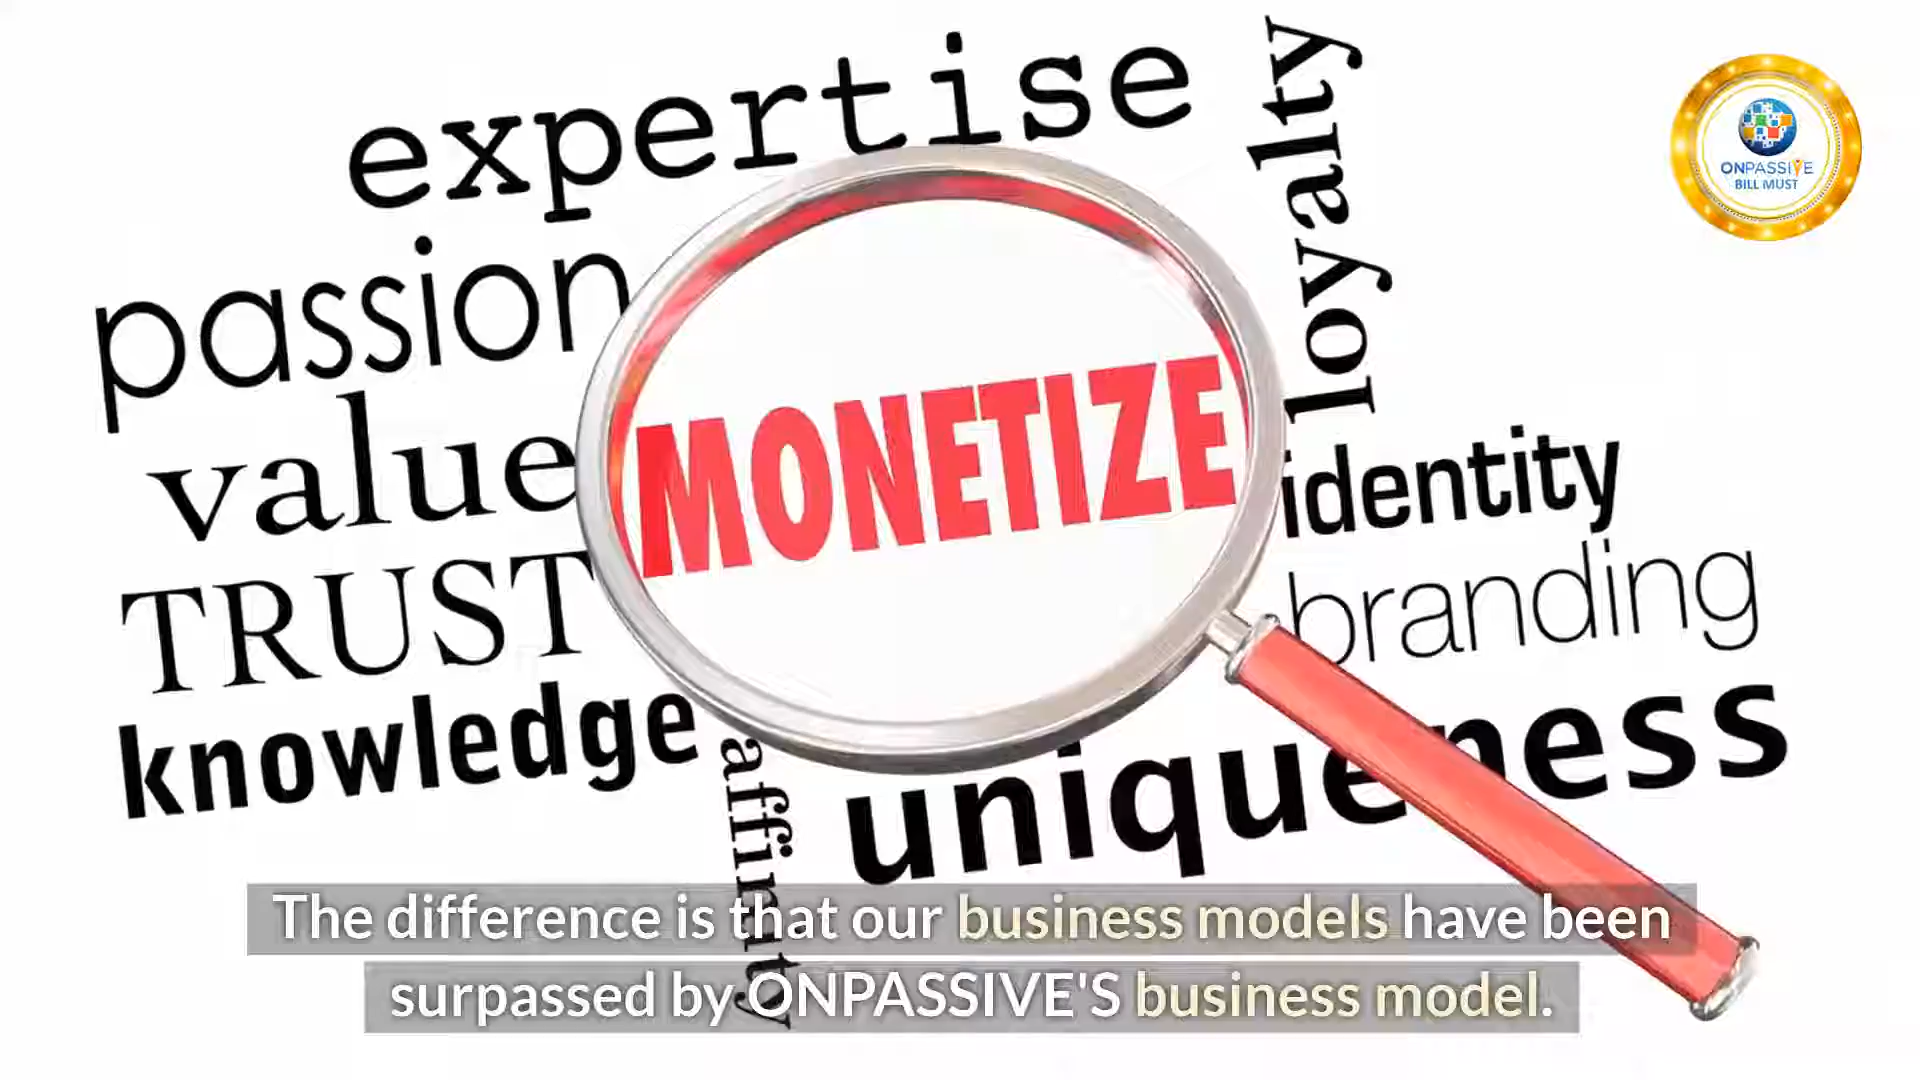 expertise
loyalty
ONPASSIVE
BILL MUST
passion
MONETIZE
value
identity
TRUST
branding
knowledge
uniqueness
affinity
The difference is that our business models have been
surpassed by ONPASSIVE'S business model.